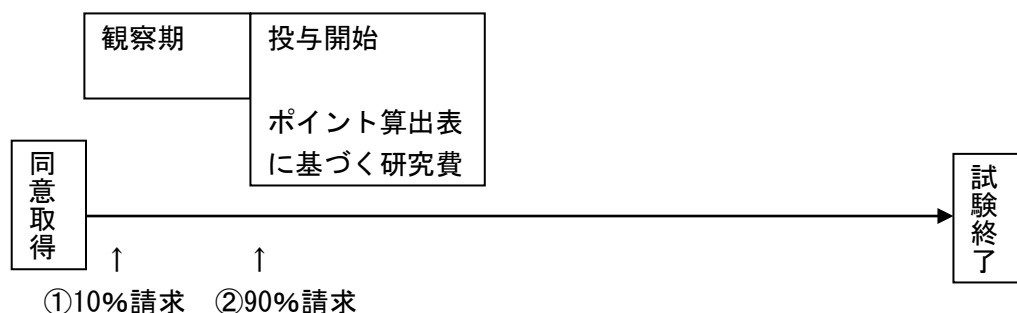 観察期
投与開始
ポイント算出表
に基づく研究費
同意取得
試験終了
↑ ↑
①10%請求 ②90%請求